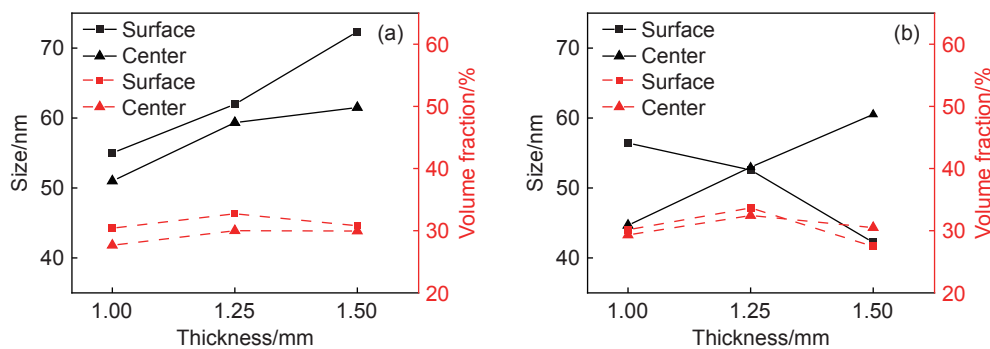 (a)
Surface
Center
Surface
Center
Size/nm
70
60
50
40
Volume fraction/%
60
50
40
30
20
1.00
1.25
1.50
Thickness/mm
(b)
Surface
Center
Surface
Center
Size/nm
70
60
50
40
Volume fraction/%
60
50
40
30
20
1.00
1.25
1.50
Thickness/mm